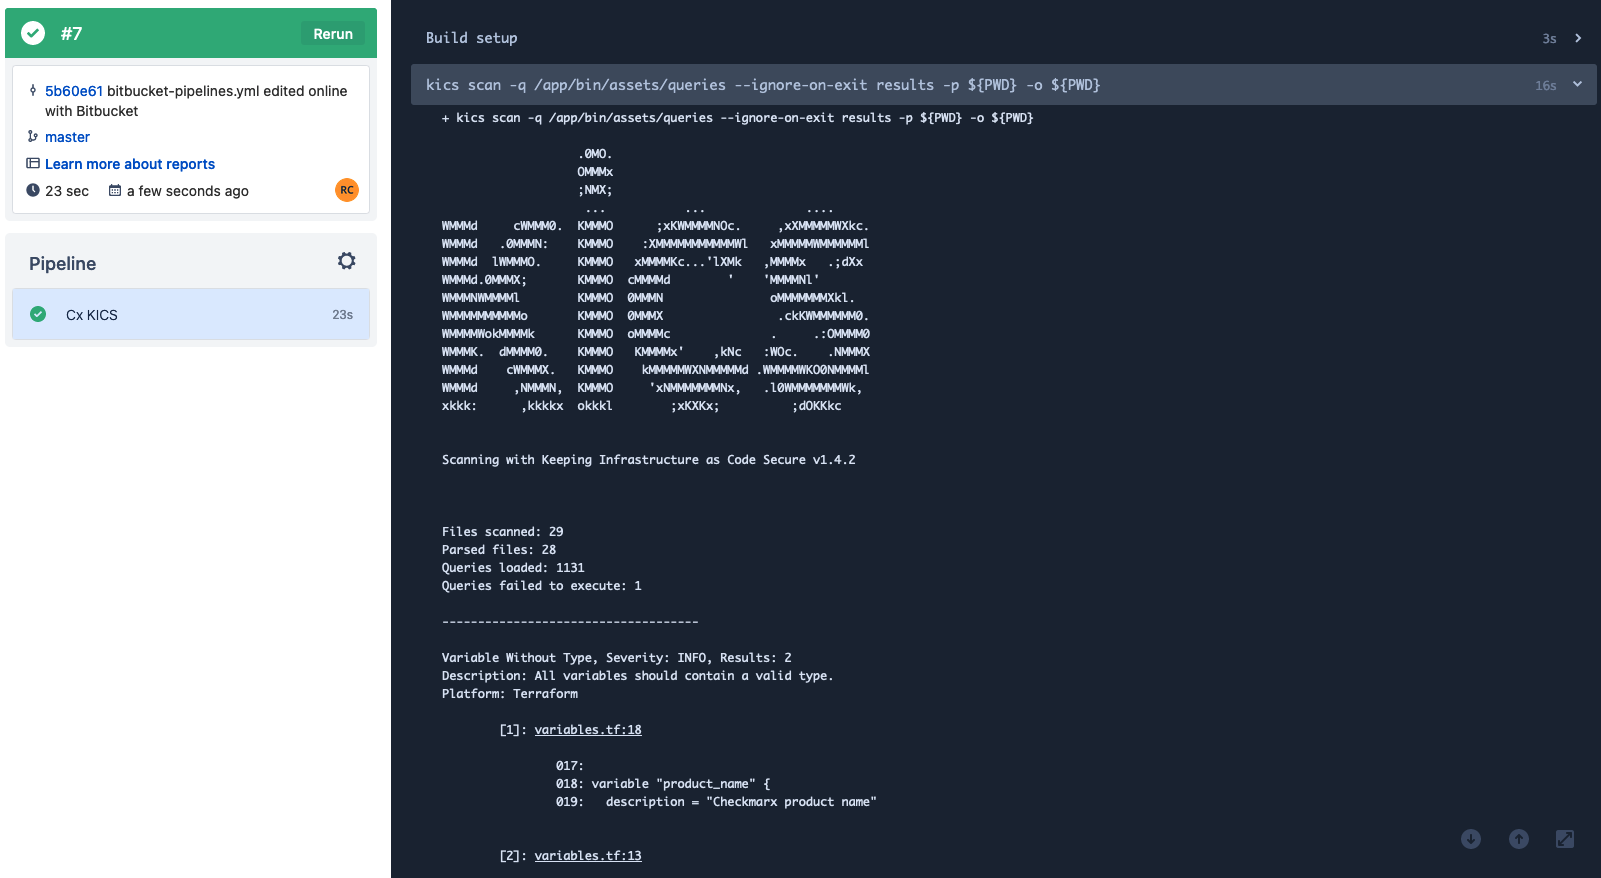 #7
Rerun
5b60e61 bitbucket-pipelines.yml edited online
with Bitbucket
master
Learn more about reports
23 sec a few seconds ago
RC
Pipeline
Cx KICS 23s
Build setup 3s
kics scan -q /app/bin/assets/queries --ignore-on-exit results -p ${PWD} -o ${PWD} 16s
+ kics scan -q /app/bin/assets/queries --ignore-on-exit results -p ${PWD} -o ${PWD}
.0MO.
OMMMx
;NMX;
... ... ....
WMMMd cWMMM0. KMMMO ;xKWMMMMNOc. ,xXMMMMMWXkc.
WMMMd .0MMMN: KMMMO :XMMMMMMMMMMMWl xMMMMMWMMMMMMl
WMMMd lWMMMO. KMMMO xMMMMKc...'lXMk ,MMMMx .;dXx
WMMMd.0MMMX; KMMMO cMMMMd ' 'MMMMNl'
WMMMNWMMMMl KMMMO 0MMMN oMMMMMMMXkl.
WMMMMMMMMMMo KMMMO 0MMMX .ckKWMMMMMM0.
WMMMMWokMMMMk KMMMO oMMMMc . .:OMMMM0
WMMMK. dMMMM0. KMMMO KMMMMx' ,kNc :WOc. .NMMMX
WMMMd cWMMMX. KMMMO kMMMMMWXNMMMMMd .WMMMMWKO0NMMMMl
WMMMd ,NMMMN, KMMMO 'xNMMMMMMMNx, .l0WMMMMMMMWk,
xkkk: ,kkkkx okkkl ;xKXKx; ;dOKKkc
Scanning with Keeping Infrastructure as Code Secure v1.4.2
Files scanned: 29
Parsed files: 28
Queries loaded: 1131
Queries failed to execute: 1
------------------------------------
Variable Without Type, Severity: INFO, Results: 2
Description: All variables should contain a valid type.
Platform: Terraform
[1]: variables.tf:18
017:
018: variable "product_name" {
019: description = "Checkmarx product name"
[2]: variables.tf:13